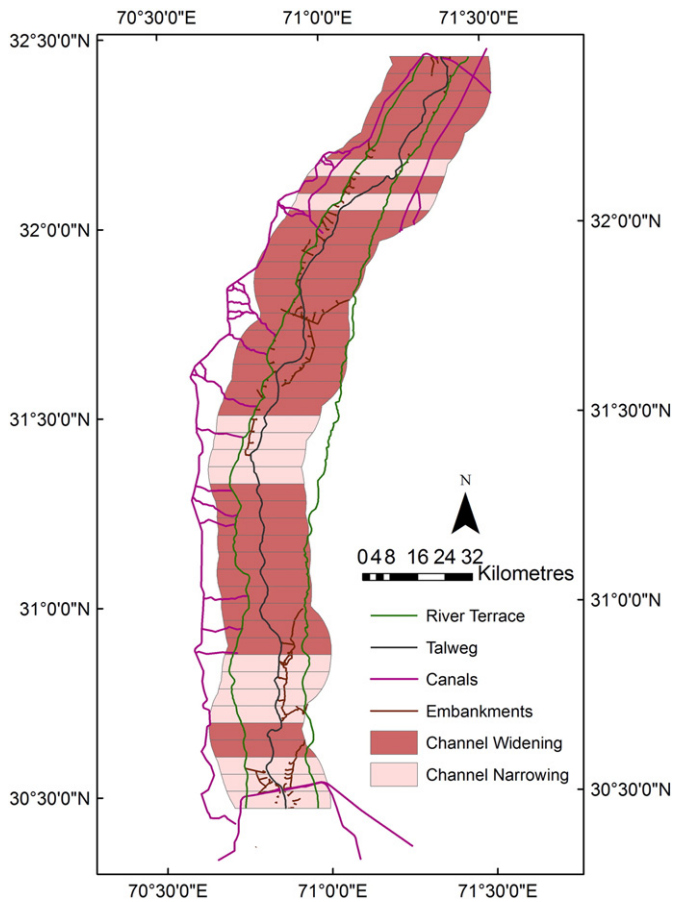 70°30'0"E 71°0'0"E 71°30'0"E
32°30'0"N
32°0'0"N 32°0'0"N
31°30'0"N 31°30'0"N
N
0 4 8 16 24 32
Kilometres
31°0'0"N 31°0'0"N
River Terrace
Talweg
Canals
Embankments
Channel Widening
Channel Narrowing
30°30'0"N 30°30'0"N
70°30'0"E 71°0'0"E 71°30'0"E